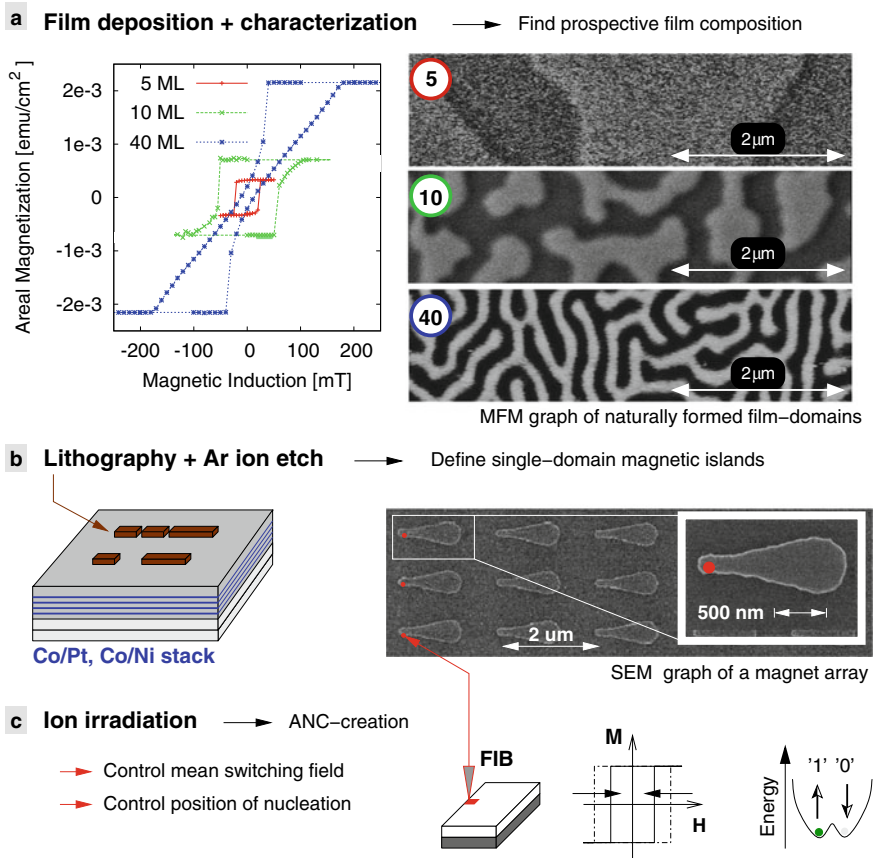 a Film deposition + characterization Find prospective film composition
Areal Magnetization [emu/cm²]
2e-3
1e-3
0
-1e-3
-2e-3
5 ML
10 ML
40 ML
-200 -100 0 100 200
Magnetic Induction [mT]
5
2µm
10
2µm
40
2µm
MFM graph of naturally formed film–domains
b Lithography + Ar ion etch Define single–domain magnetic islands
Co/Pt, Co/Ni stack
2 um
500 nm
SEM graph of a magnet array
c Ion irradiation ANC–creation
Control mean switching field
Control position of nucleation
FIB
M
H
Energy
'1' '0'